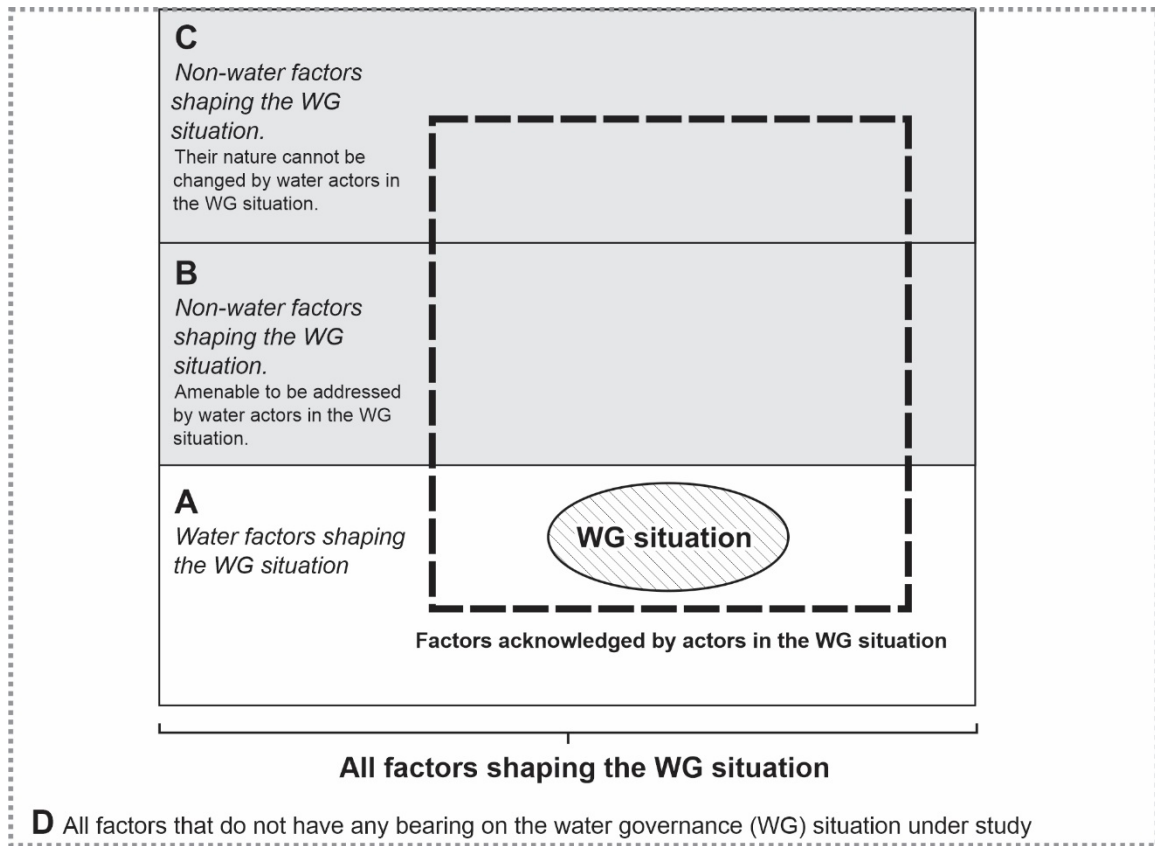 C
Non-water factors
shaping the WG
situation.
Their nature cannot be
changed by water actors in
the WG situation.
B
Non-water factors
shaping the WG
situation.
Amenable to be addressed
by water actors in the WG
situation.
A
Water factors shaping
the WG situation
WG situation
Factors acknowledged by actors in the WG situation
All factors shaping the WG situation
D All factors that do not have any bearing on the water governance (WG) situation under study